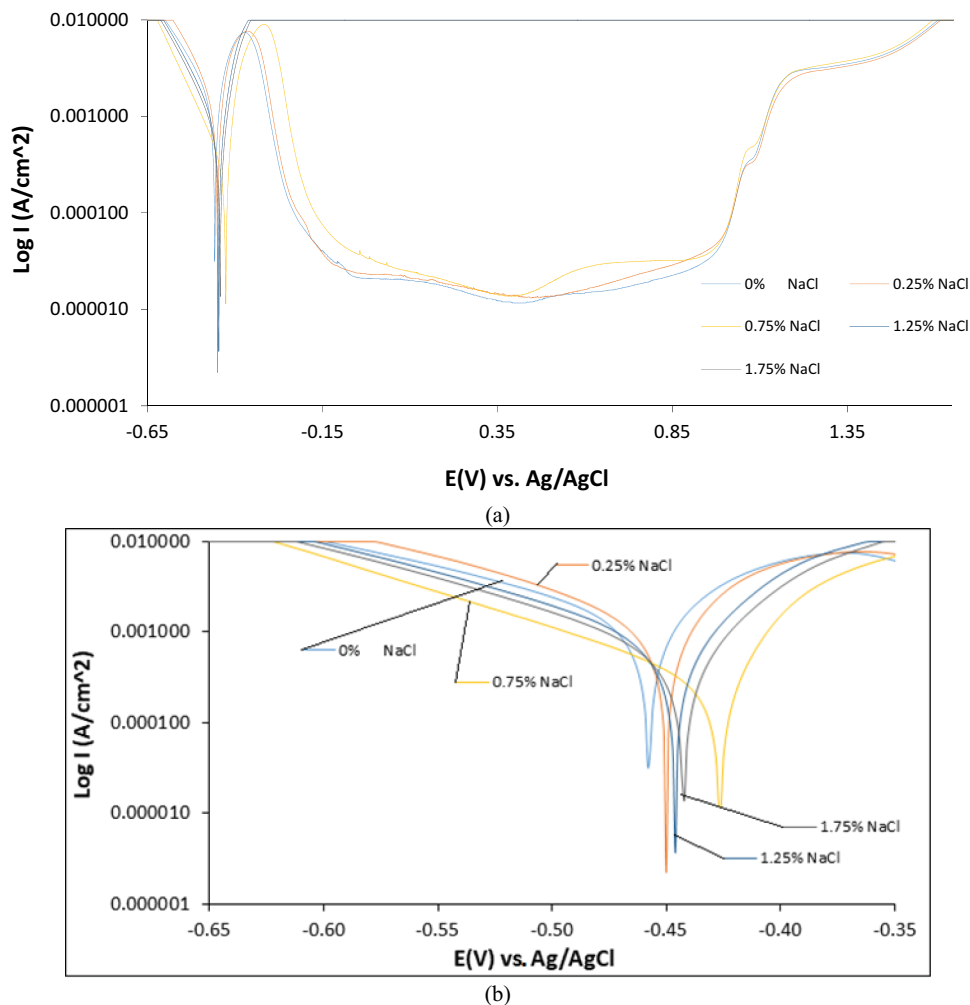 0.010000
0.001000
0.000100
0.000010
0.000001
Log I (A/cm^2)
-0.65 -0.15 0.35 0.85 1.35
E(V) vs. Ag/AgCl
0% NaCl 0.25% NaCl
0.75% NaCl 1.25% NaCl
1.75% NaCl
(a)
0.010000
0.001000
0.000100
0.000010
0.000001
Log I (A/cm^2)
0.25% NaCl
0% NaCl
0.75% NaCl
1.75% NaCl
1.25% NaCl
-0.65 -0.60 -0.55 -0.50 -0.45 -0.40 -0.35
E(V) vs. Ag/AgCl
(b)